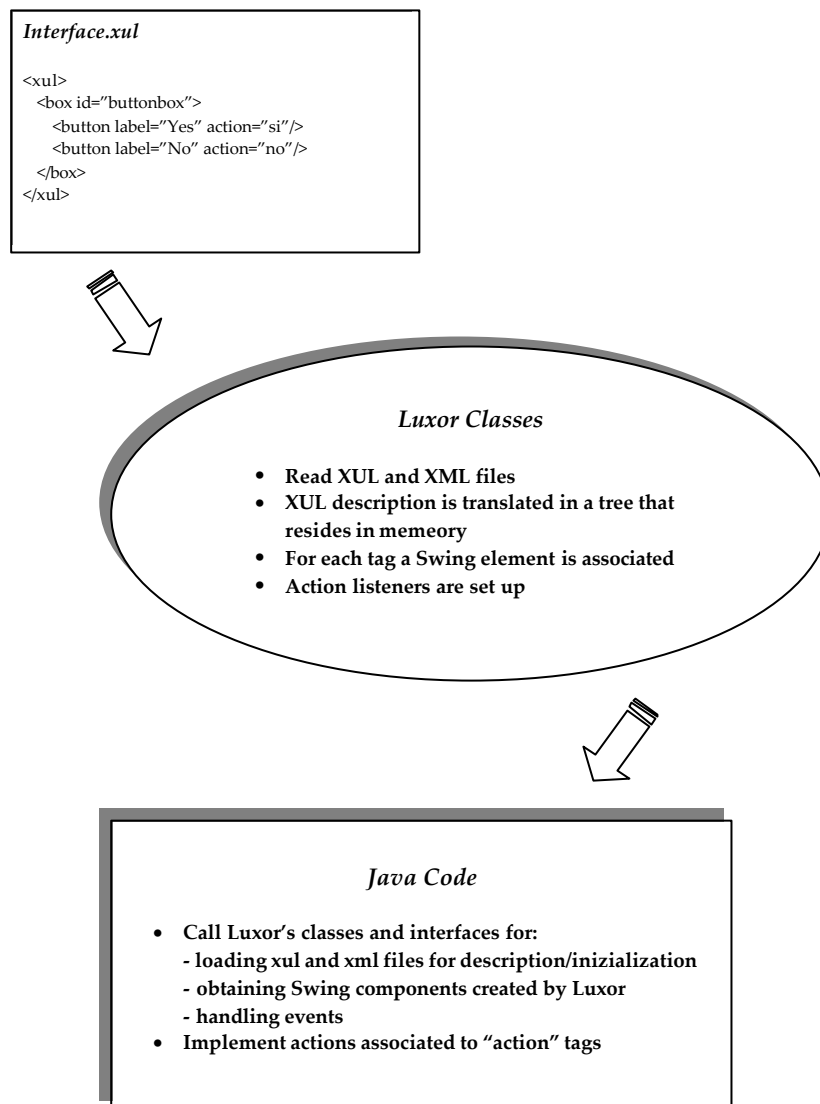 Interface.xul
<xul>
<box id=”buttonbox”>
<button label=”Yes” action=”si”/>
<button label=”No” action=”no”/>
</box>
</xul>
Luxor Classes
• Read XUL and XML files
• XUL description is translated in a tree that
resides in memeory
• For each tag a Swing element is associated
• Action listeners are set up
Java Code
• Call Luxor’s classes and interfaces for:
- loading xul and xml files for description/inizialization
- obtaining Swing components created by Luxor
- handling events
• Implement actions associated to “action” tags